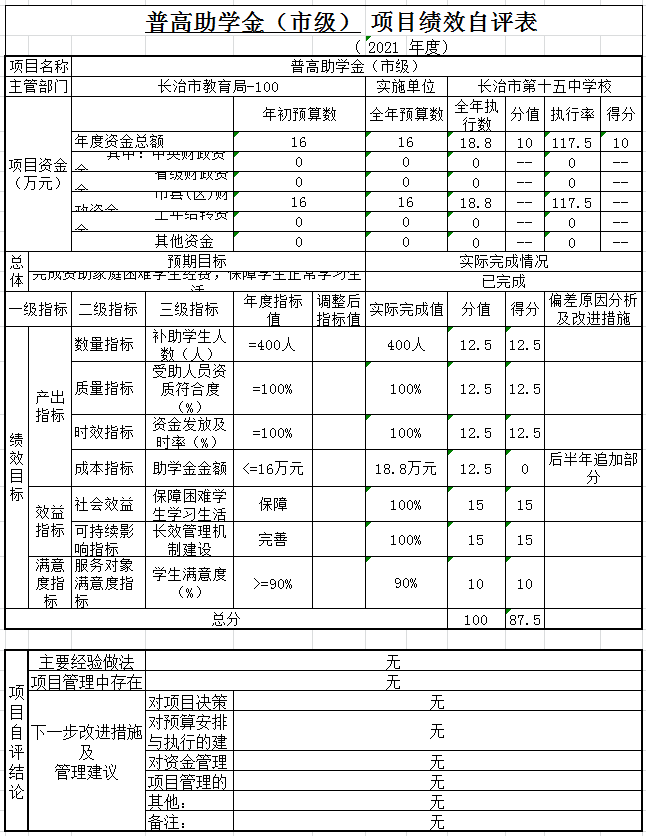 普高助学金（市级） 项目绩效自评表
（ 2021 年度）
项目名称 普高助学金（市级）
主管部门 长治市教育局-100 实施单位 长治市第十五中学校
项目资金（万元） 年初预算数 全年预算数 全年执行数 分值 执行率 得分
年度资金总额 16 16 18.8 10 117.5 10
其中：中央财政资金 0 0 0 -- 0 --
省级财政资金 0 0 0 -- 0 --
市县(区)财政资金 16 16 18.8 -- 117.5 --
上年结转资金 0 0 0 -- 0 --
其他资金 0 0 0 -- 0 --
总体 预期目标 实际完成情况
完成资助家庭困难学生经费，保障学生正常学习生活 已完成
一级指标 二级指标 三级指标 年度指标值 调整后指标值 实际完成值 分值 得分 偏差原因分析及改进措施
绩效目标 产出指标 数量指标 补助学生人数（人） =400人 400人 12.5 12.5
质量指标 受助人员资质符合度（%） =100% 100% 12.5 12.5
时效指标 资金发放及时率（%） =100% 100% 12.5 12.5
成本指标 助学金金额 <=16万元 18.8万元 12.5 0 后半年追加部分
效益指标 社会效益 保障困难学生学习生活 保障 100% 15 15
可持续影响指标 长效管理机制建设 完善 100% 15 15
满意度指标 服务对象满意度指标 学生满意度（%） >=90% 90% 10 10
总分 100 87.5
项目自评结论 主要经验做法 无
项目管理中存在 无
下一步改进措施及管理建议 对项目决策 无
对预算安排与执行的建 无
对资金管理 无
项目管理的 无
其他： 无
备注： 无